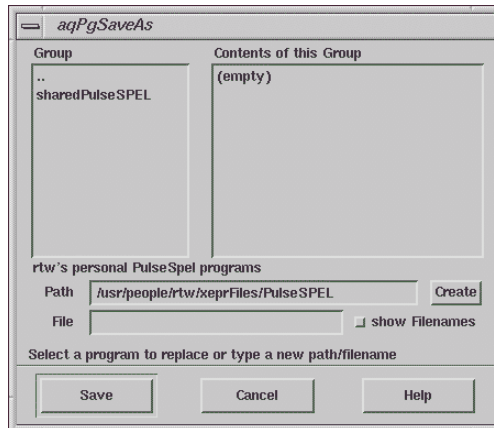 aqPgSaveAs
Group
Contents of this Group
..
sharedPulseSPEL
(empty)
rtw's personal PulseSpel programs
Path /usr/people/rtw/xeprFiles/PulseSPEL Create
File show Filenames
Select a program to replace or type a new path/filename
Save Cancel Help